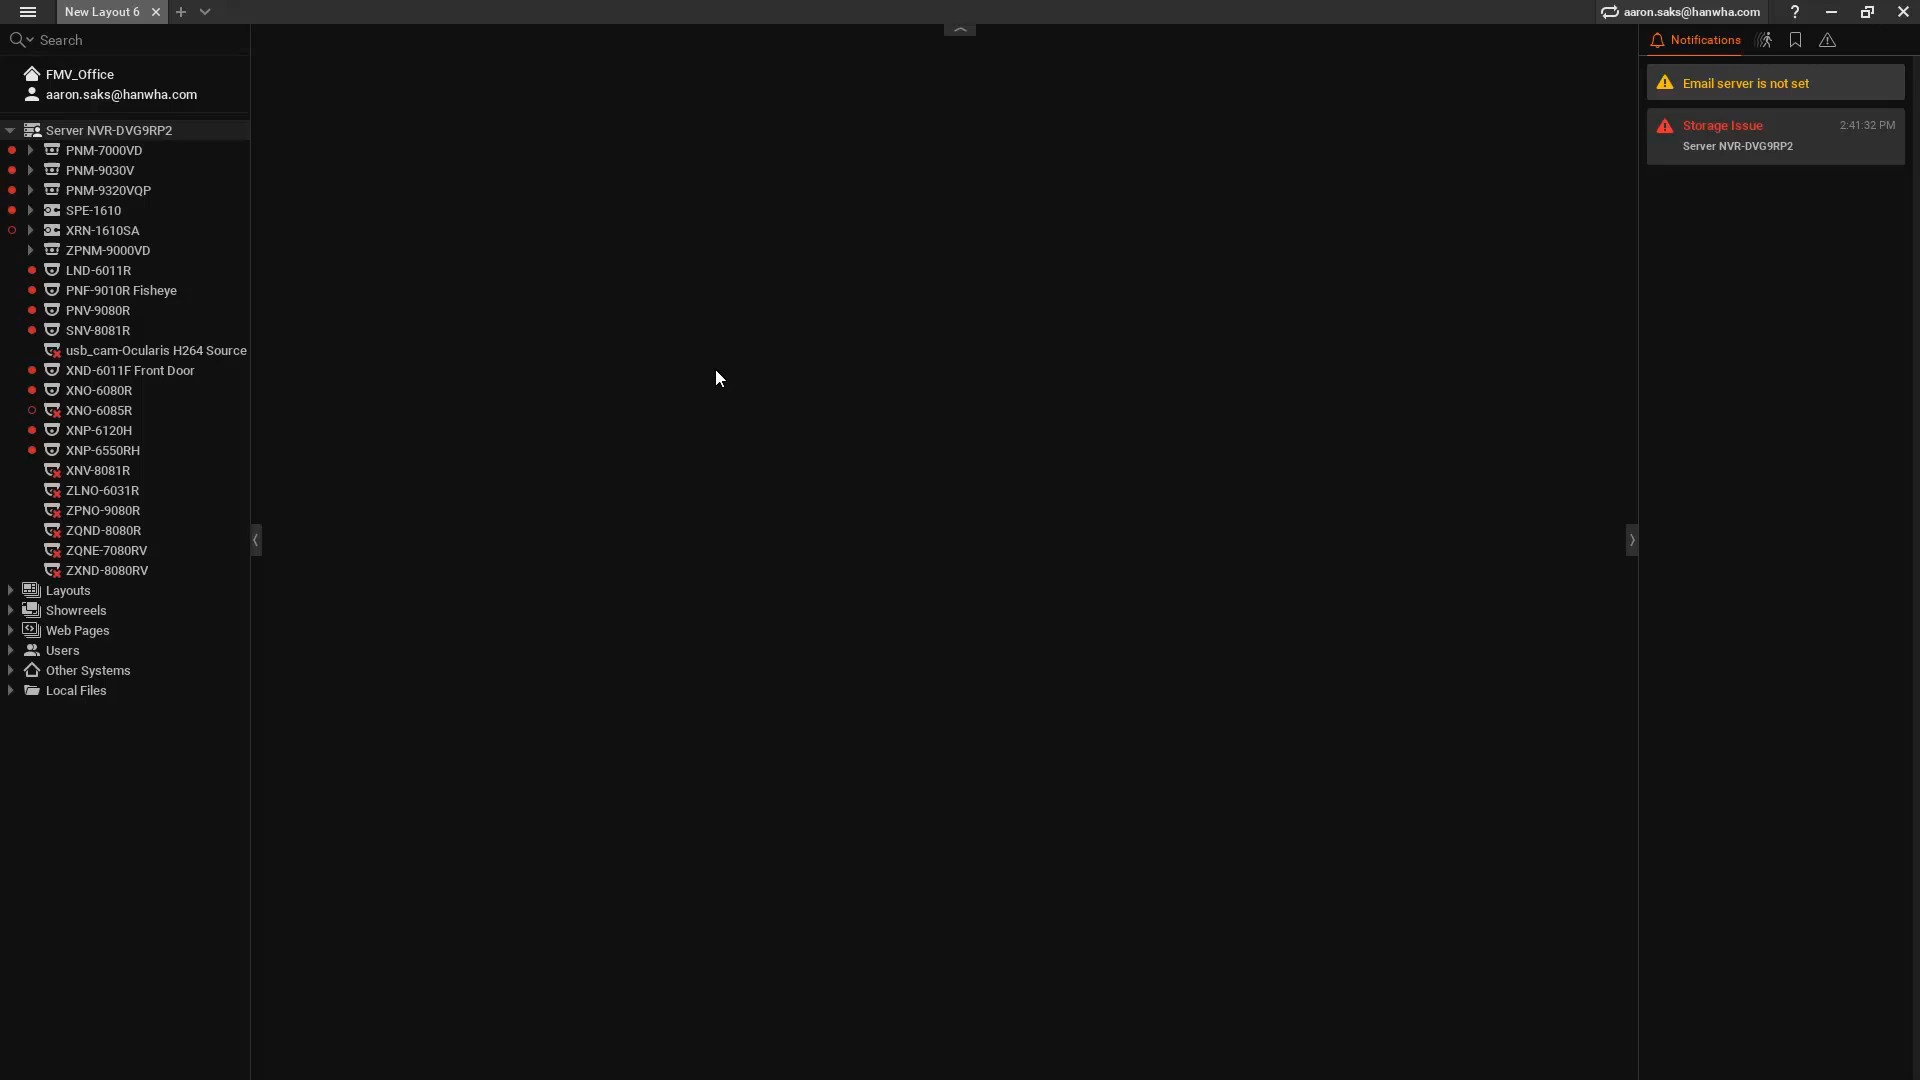 New Layout 6
aaron.saks@hanwha.com
?
Search
FMV_Office
aaron.saks@hanwha.com
Server NVR-DVG9RP2
PNM-7000VD
PNM-9030V
PNM-9320VQP
SPE-1610
XRN-1610SA
ZPNM-9000VD
LND-6011R
PNF-9010R Fisheye
PNV-9080R
SNV-8081R
usb_cam-Ocularis H264 Source
XND-6011F Front Door
XNO-6080R
XNO-6085R
XNP-6120H
XNP-6550RH
XNV-8081R
ZLNO-6031R
ZPNO-9080R
ZQND-8080R
ZQNE-7080RV
ZXND-8080RV
Layouts
Showreels
Web Pages
Users
Other Systems
Local Files
Notifications
Email server is not set
Storage Issue 2:41:32 PM
Server NVR-DVG9RP2